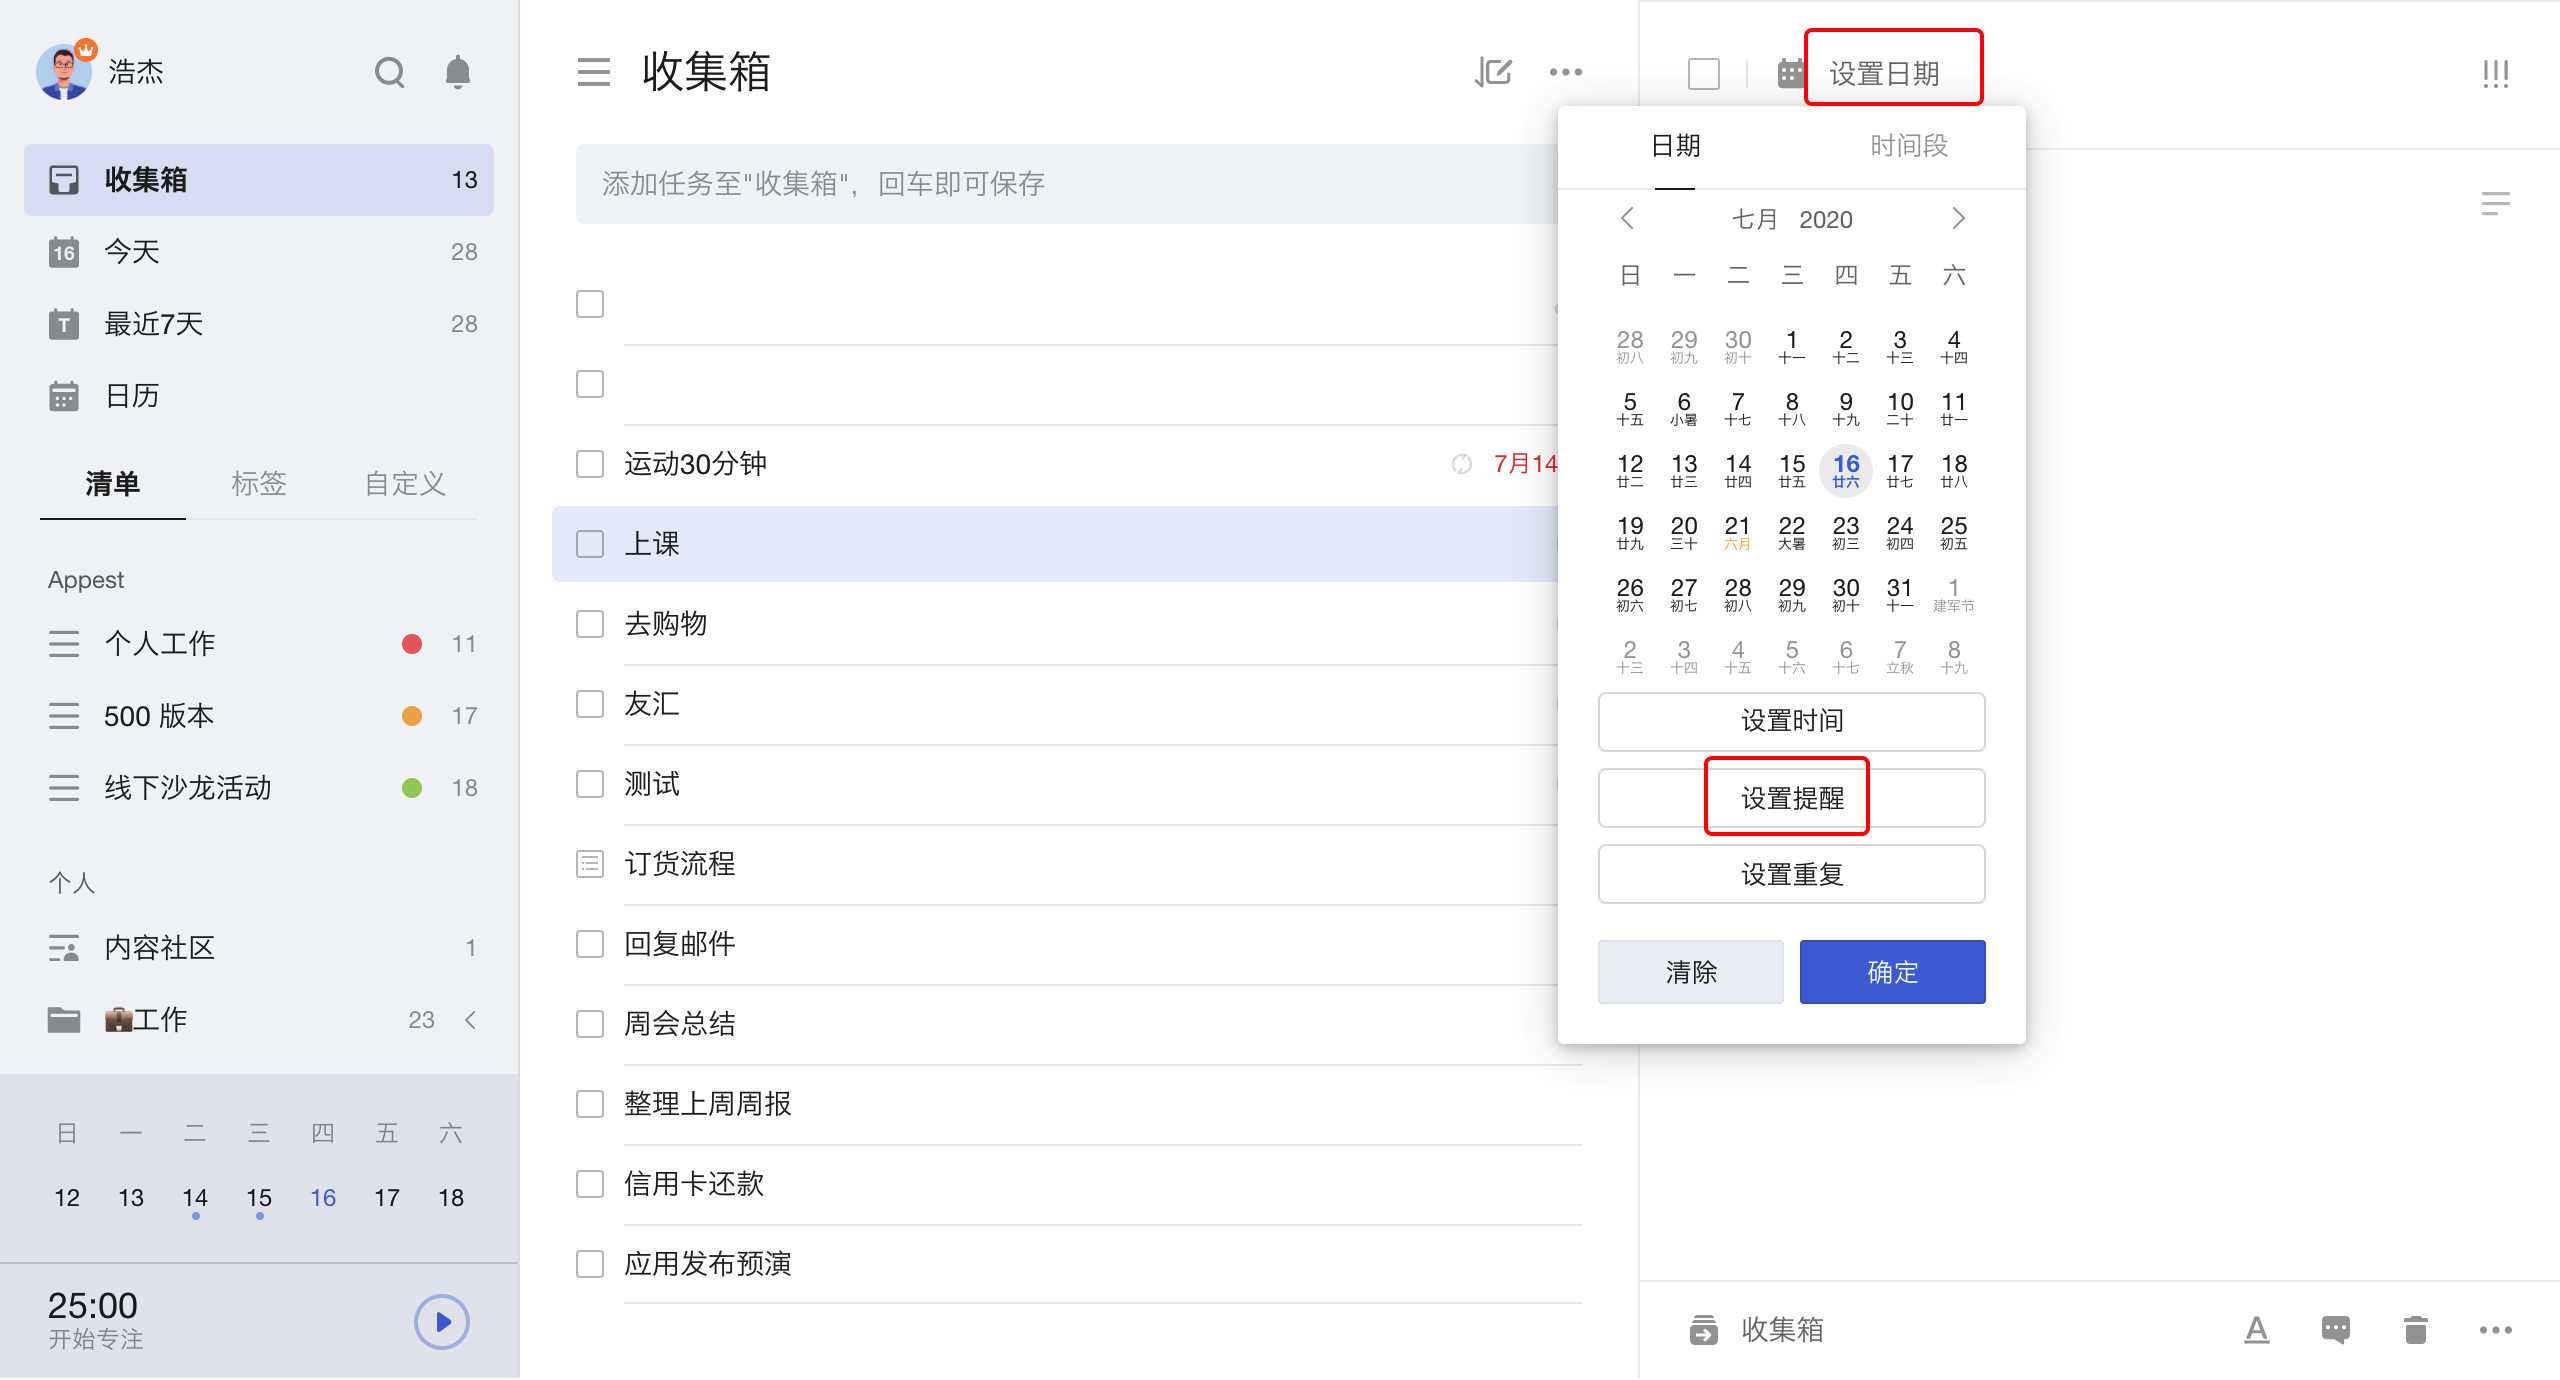 浩杰
收集箱 13
16 今天 28
T 最近7天 28
日历
清单 标签 自定义
Appest
个人工作 11
500 版本 17
线下沙龙活动 18
个人
内容社区 1
💼工作 23
日 一 二 三 四 五 六
12 13 14 15 16 17 18
25:00
开始专注
收集箱
添加任务至"收集箱"，回车即可保存
运动30分钟 7月14
上课
去购物
友汇
测试
订货流程
回复邮件
周会总结
整理上周周报
信用卡还款
应用发布预演
设置日期
日期 时间段
七月 2020
日 一 二 三 四 五 六
28 29 30 1 2 3 4
初八 初九 初十 十一 十二 十三 十四
5 6 7 8 9 10 11
十五 小暑 十七 十八 十九 二十 廿一
12 13 14 15 16 17 18
廿二 廿三 廿四 廿五 廿六 廿七 廿八
19 20 21 22 23 24 25
廿九 三十 六月 大暑 初三 初四 初五
26 27 28 29 30 31 1
初六 初七 初八 初九 初十 十一 建军节
2 3 4 5 6 7 8
十三 十四 十五 十六 十七 立秋 十九
设置时间
设置提醒
设置重复
清除 确定
收集箱 A